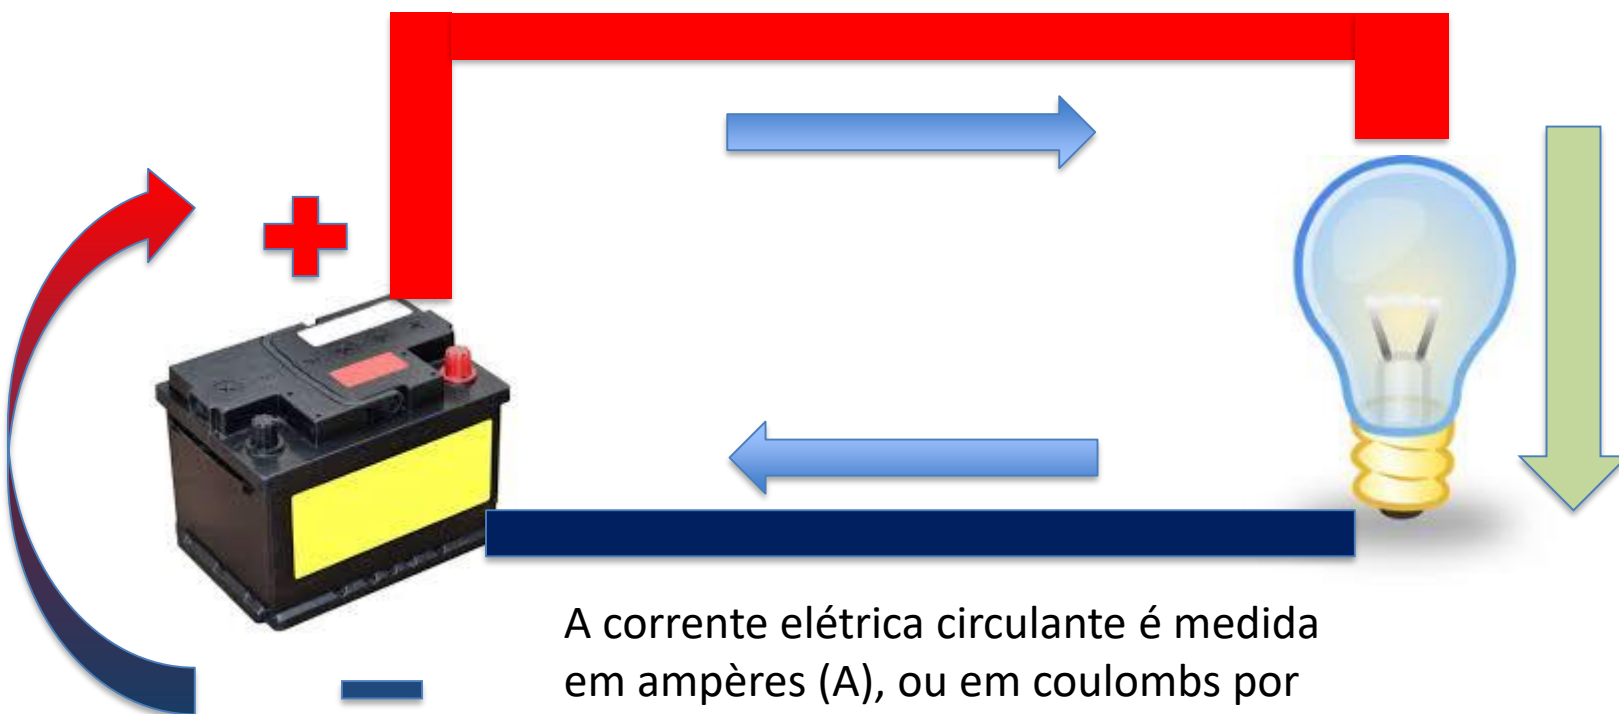 A corrente elétrica circulante é medida
em ampères (A), ou em coulombs por